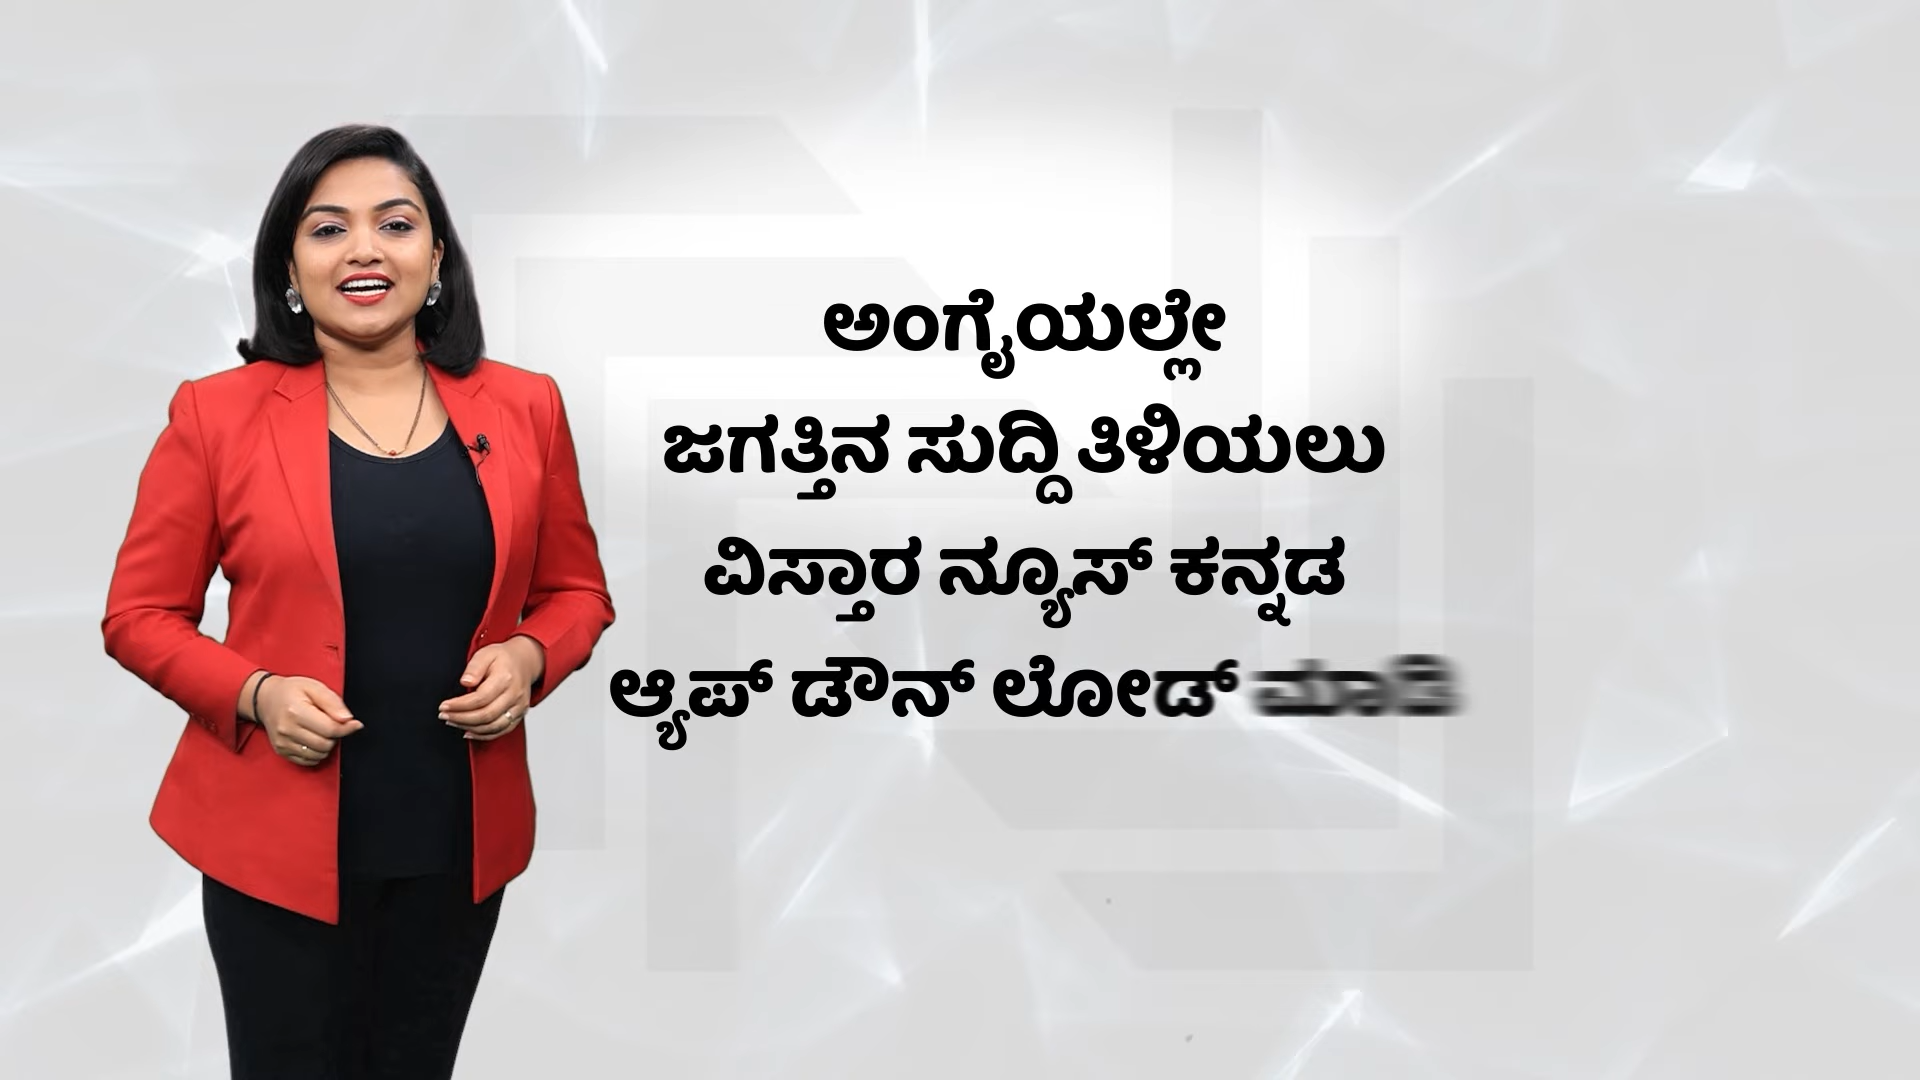 ಅಂಗೈಯಲ್ಲೇ
ಜಗತ್ತಿನ ಸುದ್ದಿ ತಿಳಿಯಲು
ವಿಸ್ತಾರ ನ್ಯೂಸ್ ಕನ್ನಡ
ಆ್ಯಪ್ ಡೌನ್ ಲೋಡ್ ಮಾಡಿ